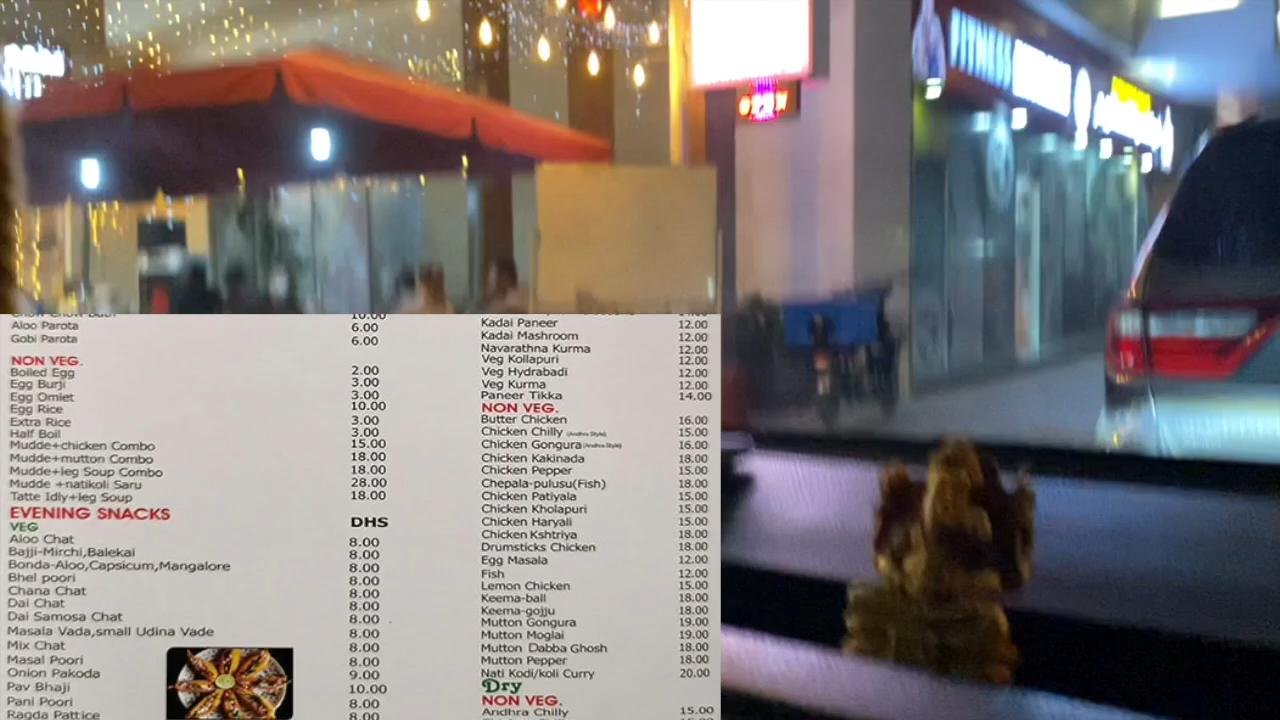 Aloo Parota 6.00
Gobi Parota 6.00
NON VEG.
Boiled Egg 2.00
Egg Burji 3.00
Egg Omlet 3.00
Egg Rice 10.00
Extra Rice 3.00
Half Boil 3.00
Mudde+chicken Combo 15.00
Mudde+mutton Combo 18.00
Mudde+leg Soup Combo 18.00
Mudde +natikoli Saru 28.00
Tatte Idly+leg Soup 18.00
EVENING SNACKS DHS
VEG
Aloo Chat 8.00
Bajji-Mirchi,Balekai 8.00
Bonda-Aloo,Capsicum,Mangalore 8.00
Bhel poori 8.00
Chana Chat 8.00
Dai Chat 8.00
Dai Samosa Chat 8.00
Masala Vada,small Udina Vade 8.00
Mix Chat 8.00
Masal Poori 8.00
Onion Pakoda 9.00
Pav Bhaji 10.00
Pani Poori 8.00
Ragda Pattice 8.00
Kadai Paneer 12.00
Kadai Mashroom 12.00
Navarathna Kurma 12.00
Veg Kollapuri 12.00
Veg Hydrabadi 12.00
Veg Kurma 12.00
Paneer Tikka 14.00
NON VEG.
Butter Chicken 16.00
Chicken Chilly (Andhra Style) 15.00
Chicken Gongura (Andhra Style) 16.00
Chicken Kakinada 18.00
Chicken Pepper 15.00
Chepala-pulusu(Fish) 18.00
Chicken Patiyala 15.00
Chicken Kholapuri 15.00
Chicken Haryali 15.00
Chicken Kshtriya 18.00
Drumsticks Chicken 18.00
Egg Masala 12.00
Fish 12.00
Lemon Chicken 15.00
Keema-ball 18.00
Keema-gojju 18.00
Mutton Gongura 19.00
Mutton Moglai 19.00
Mutton Dabba Ghosh 18.00
Mutton Pepper 18.00
Nati Kodi/koli Curry 20.00
Dry
NON VEG.
Andhra Chilly 15.00